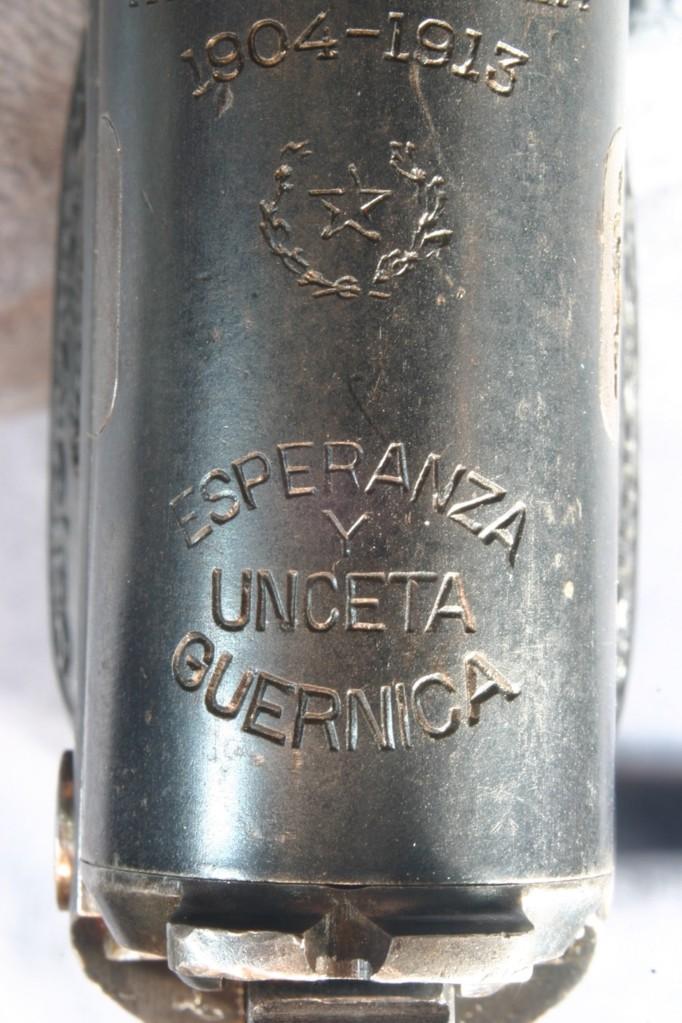 1904-1913
ESPERANZA
Y
UNCETA
GUERNICA